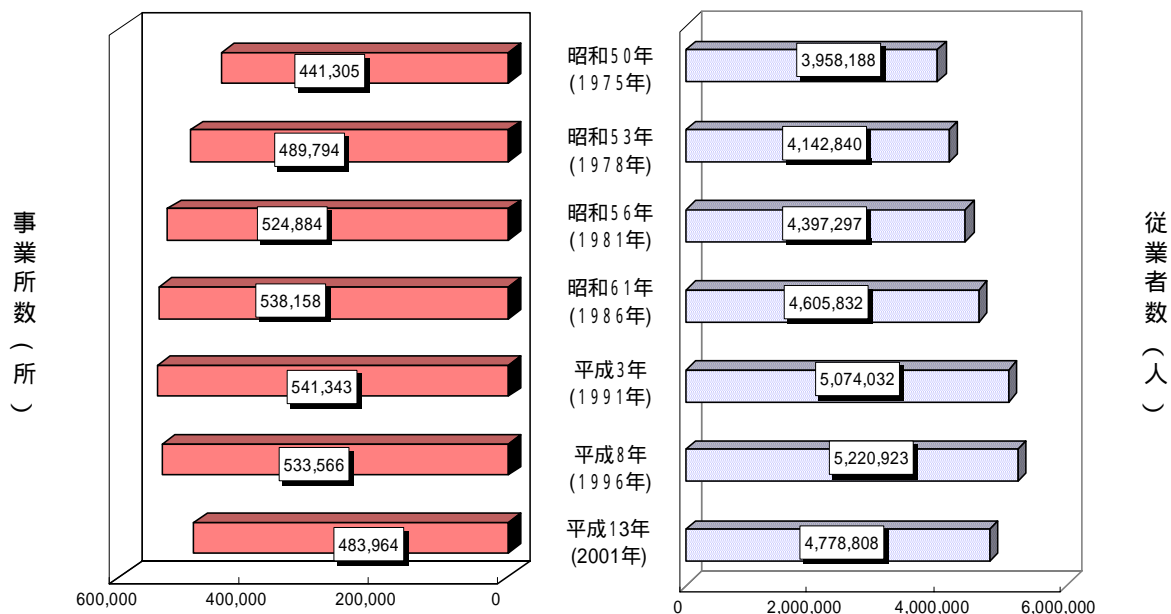 441,305
昭和50年
(1975年)
3,958,188
489,794
昭和53年
(1978年)
4,142,840
524,884
昭和56年
(1981年)
4,397,297
事業所数(所)
従業者数(人)
538,158
昭和61年
(1986年)
4,605,832
541,343
平成3年
(1991年)
5,074,032
533,566
平成8年
(1996年)
5,220,923
483,964
平成13年
(2001年)
4,778,808
600,000 400,000 200,000 0
0 2,000,000 4,000,000 6,000,000